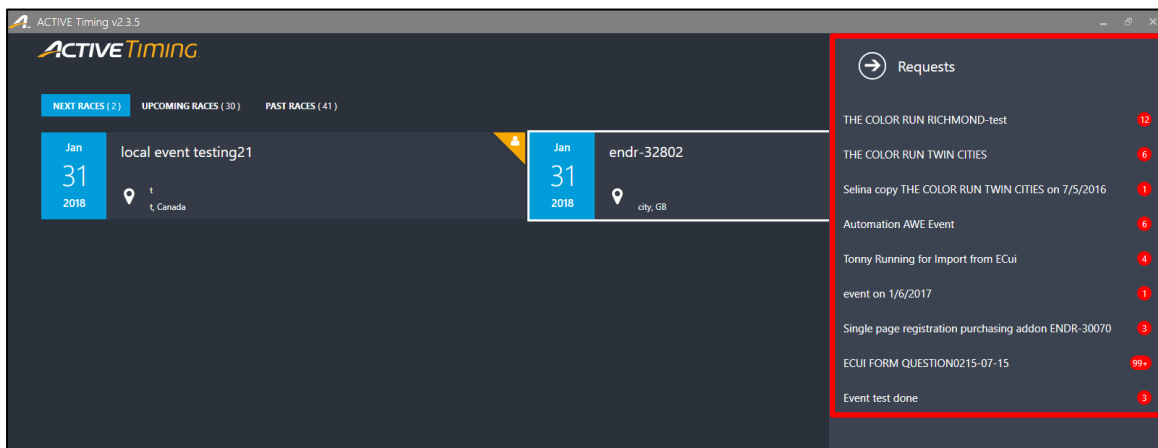 ACTIVE Timing v2.3.5
ACTIVE Timing
NEXT RACES ( 2 ) UPCOMING RACES ( 30 ) PAST RACES ( 41 )
Jan
31
2018
local event testing21
t
t, Canada
Jan
31
2018
endr-32802
city, GB
Requests
THE COLOR RUN RICHMOND-test 12
THE COLOR RUN TWIN CITIES 6
Selina copy THE COLOR RUN TWIN CITIES on 7/5/2016 1
Automation AWE Event 6
Tonny Running for Import from ECui 4
event on 1/6/2017 1
Single page registration purchasing addon ENDR-30070 3
ECUI FORM QUESTION0215-07-15 99+
Event test done 3